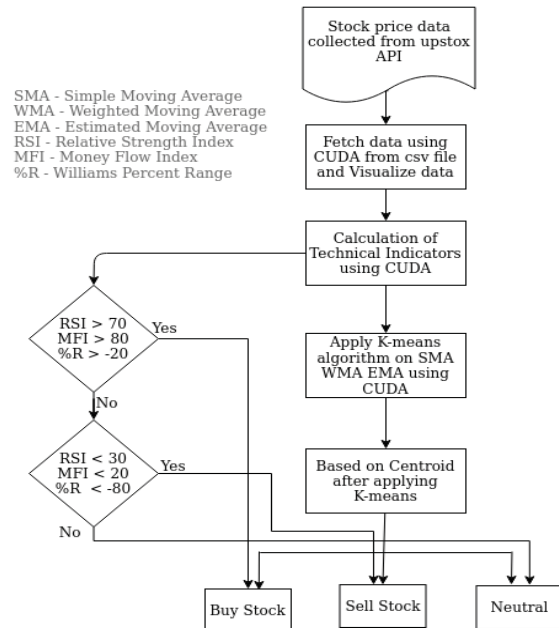 Stock price data
collected from upstox
API
SMA - Simple Moving Average
WMA - Weighted Moving Average
EMA - Estimated Moving Average
RSI - Relative Strength Index
MFI - Money Flow Index
%R - Williams Percent Range
Fetch data using
CUDA from csv file
and Visualize data
Calculation of
Technical Indicators
using CUDA
RSI > 70
MFI > 80
%R > -20
Yes
No
Apply K-means
algorithm on SMA
WMA EMA using
CUDA
RSI < 30
MFI < 20
%R < -80
Yes
No
Based on Centroid
after applying
K-means
Buy Stock
Sell Stock
Neutral